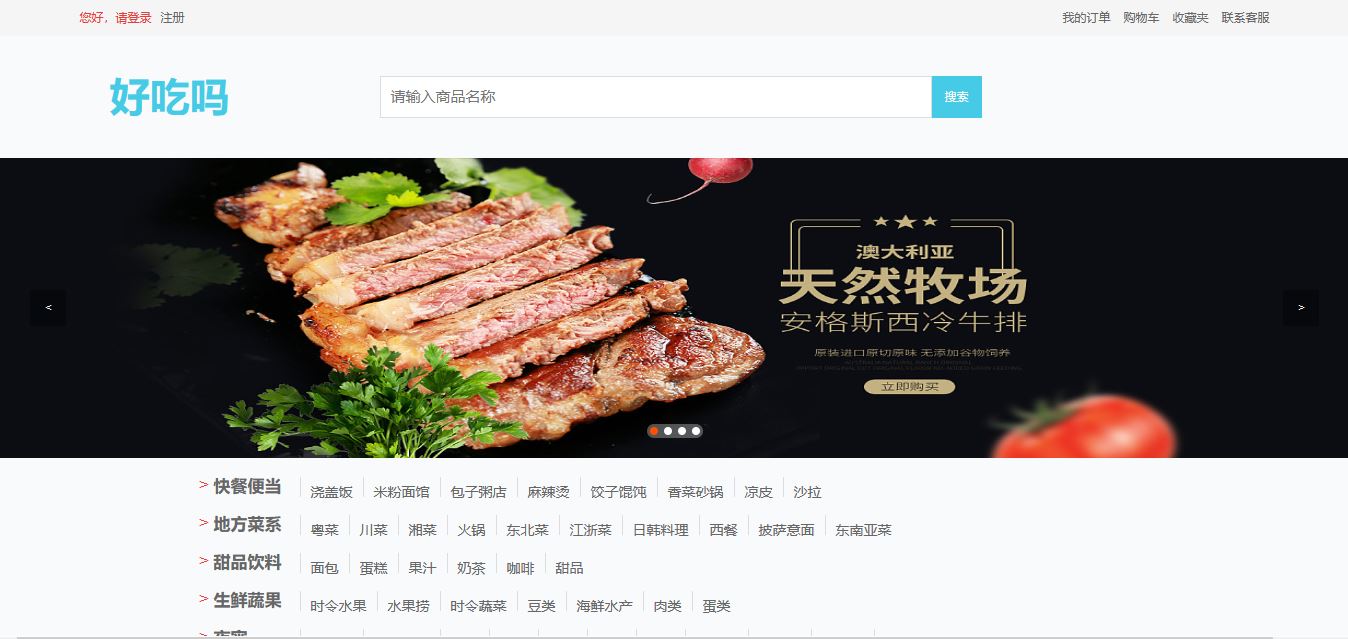 您好，请登录 注册 我的订单 购物车 收藏夹 联系客服
好吃吗 请输入商品名称 搜索
澳大利亚
天然牧场
安格斯西冷牛排
< >
原装进口原切原味 无添加谷物饲养
立即购买
> 快餐便当 浇盖饭 米粉面馆 包子粥店 麻辣烫 饺子馄饨 香菜砂锅 凉皮 沙拉
> 地方菜系 粤菜 川菜 湘菜 火锅 东北菜 江浙菜 日韩料理 西餐 披萨意面 东南亚菜
> 甜品饮料 面包 蛋糕 果汁 奶茶 咖啡 甜品
> 生鲜蔬果 时令水果 水果捞 时令蔬菜 豆类 海鲜水产 肉类 蛋类